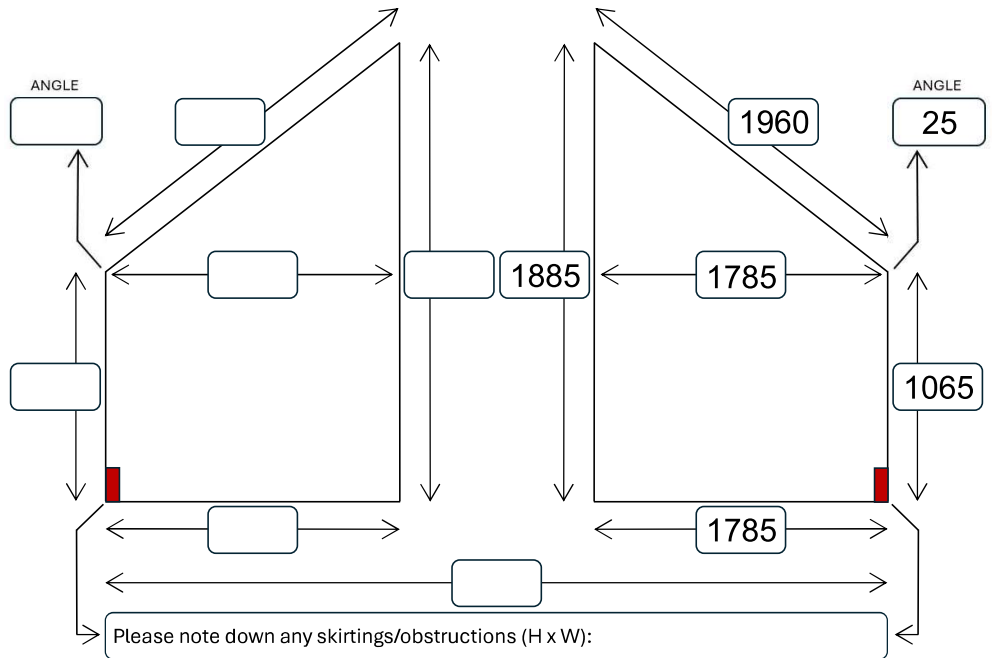 ANGLE
ANGLE
1960
25
1885
1785
1065
1785
Please note down any skirtings/obstructions (H x W):